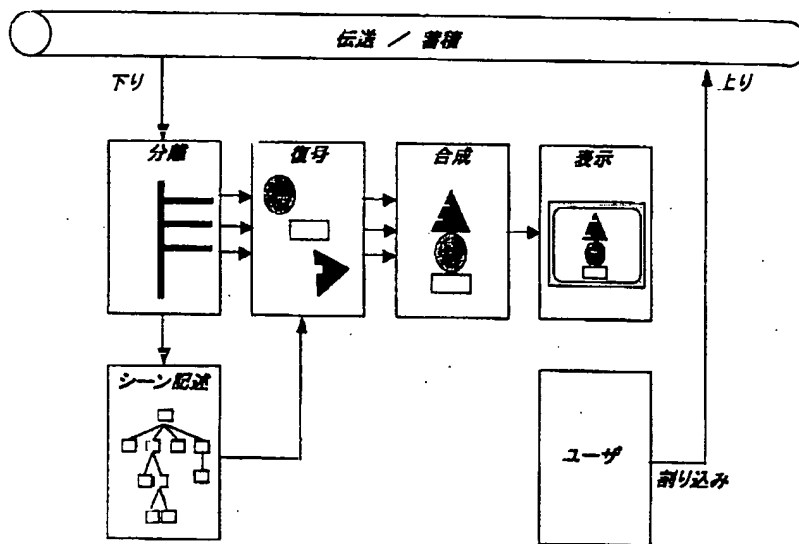 伝送 / 蓄積
下り
上り
分離
復号
合成
表示
シーン記述
ユーザ
割り込み